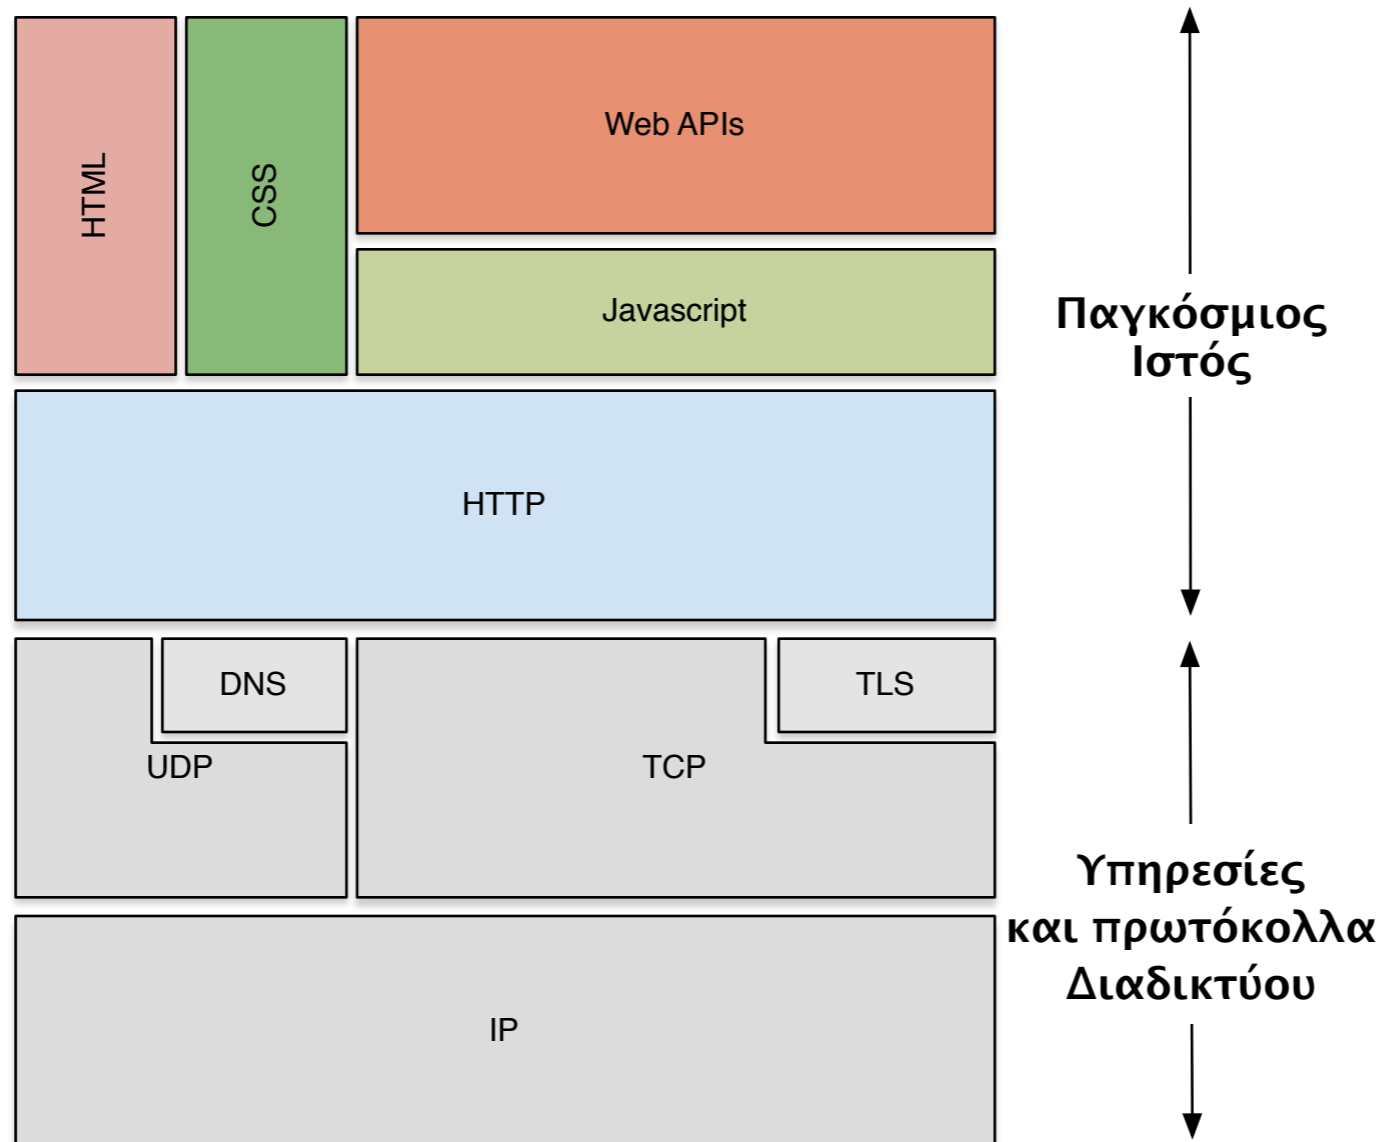 HTML
CSS
Web APIs
Javascript
Παγκόσμιος
Ιστός
HTTP
DNS
TLS
UDP
TCP
Υπηρεσίες
και πρωτόκολλα
Διαδικτύου
IP